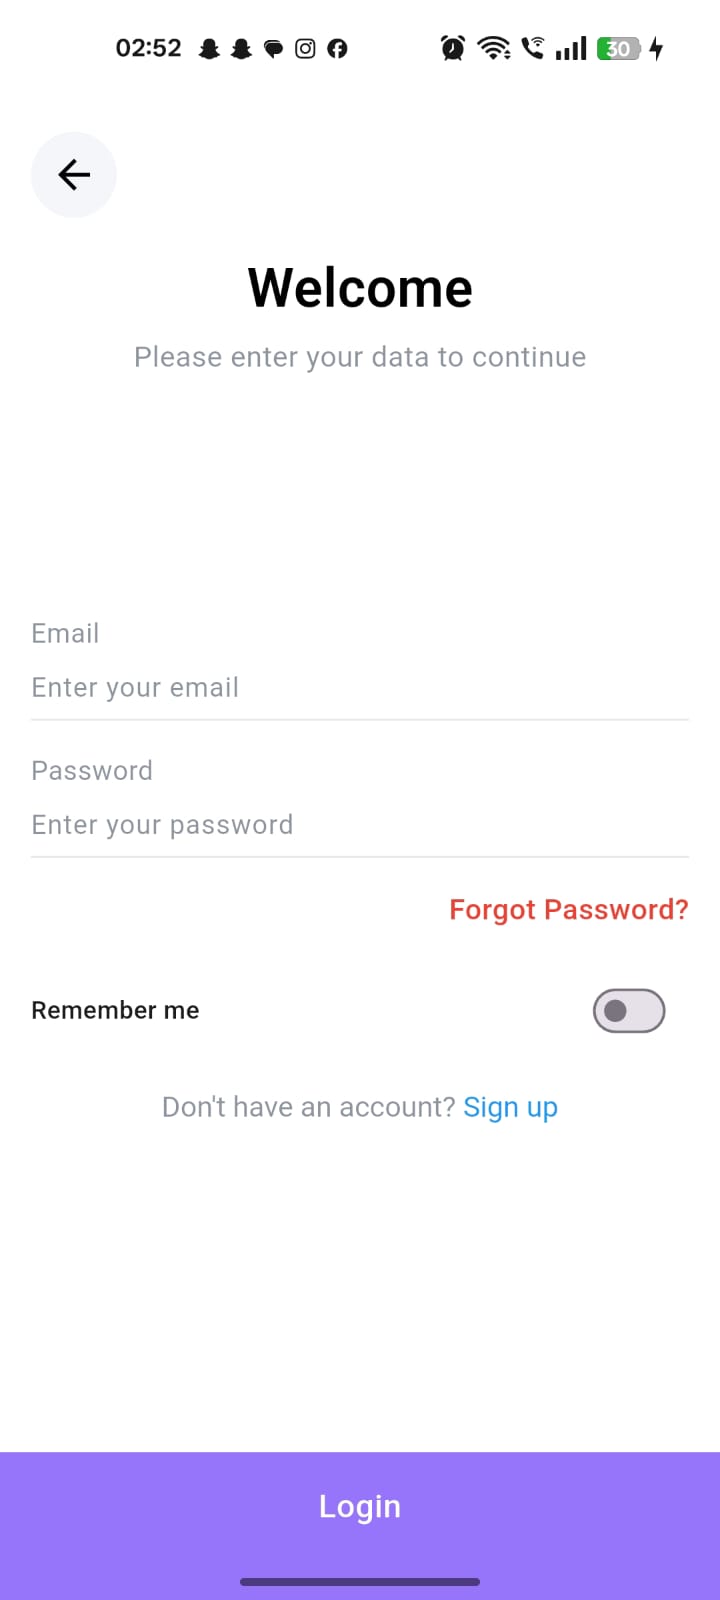 02:52
30
Welcome
Please enter your data to continue
Email
Enter your email
Password
Enter your password
Forgot Password?
Remember me
Don't have an account? Sign up
Login